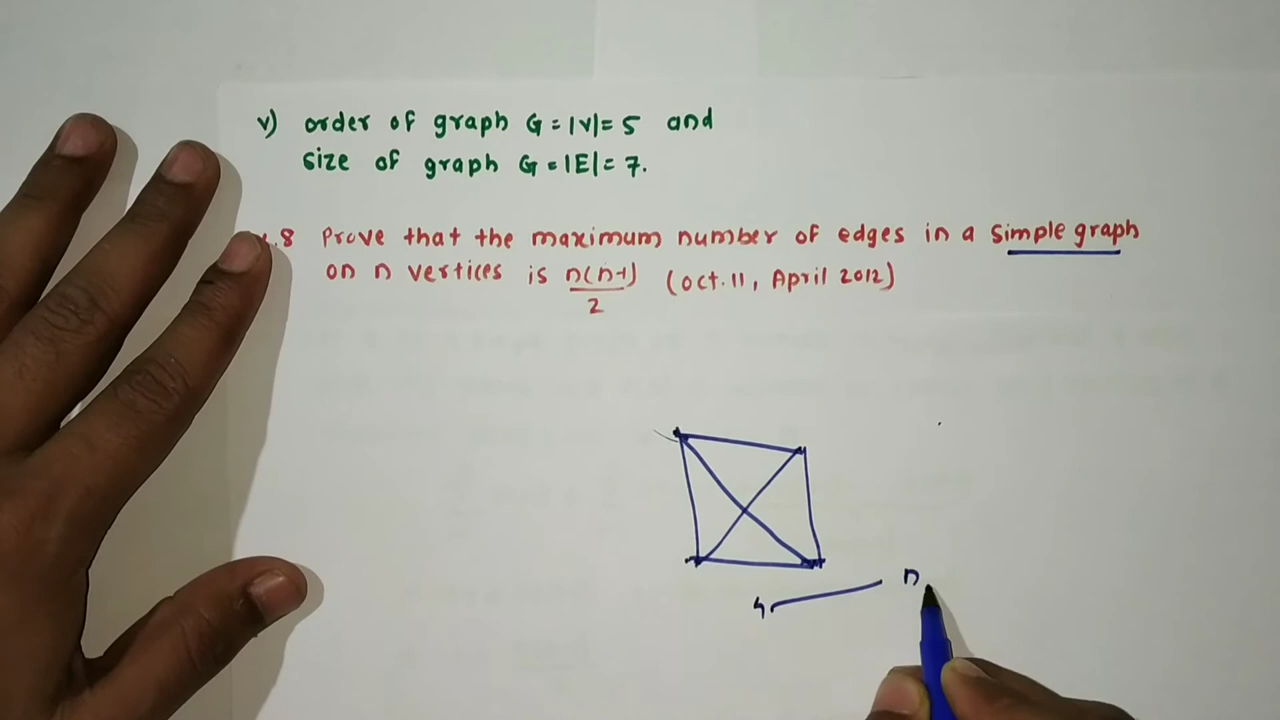 v) order of graph G = |V| = 5 and
size of graph G = |E| = 7.
.8 Prove that the maximum number of edges in a simple graph
on n vertices is n(n-1)/2 (oct.11, April 2012)
n
4